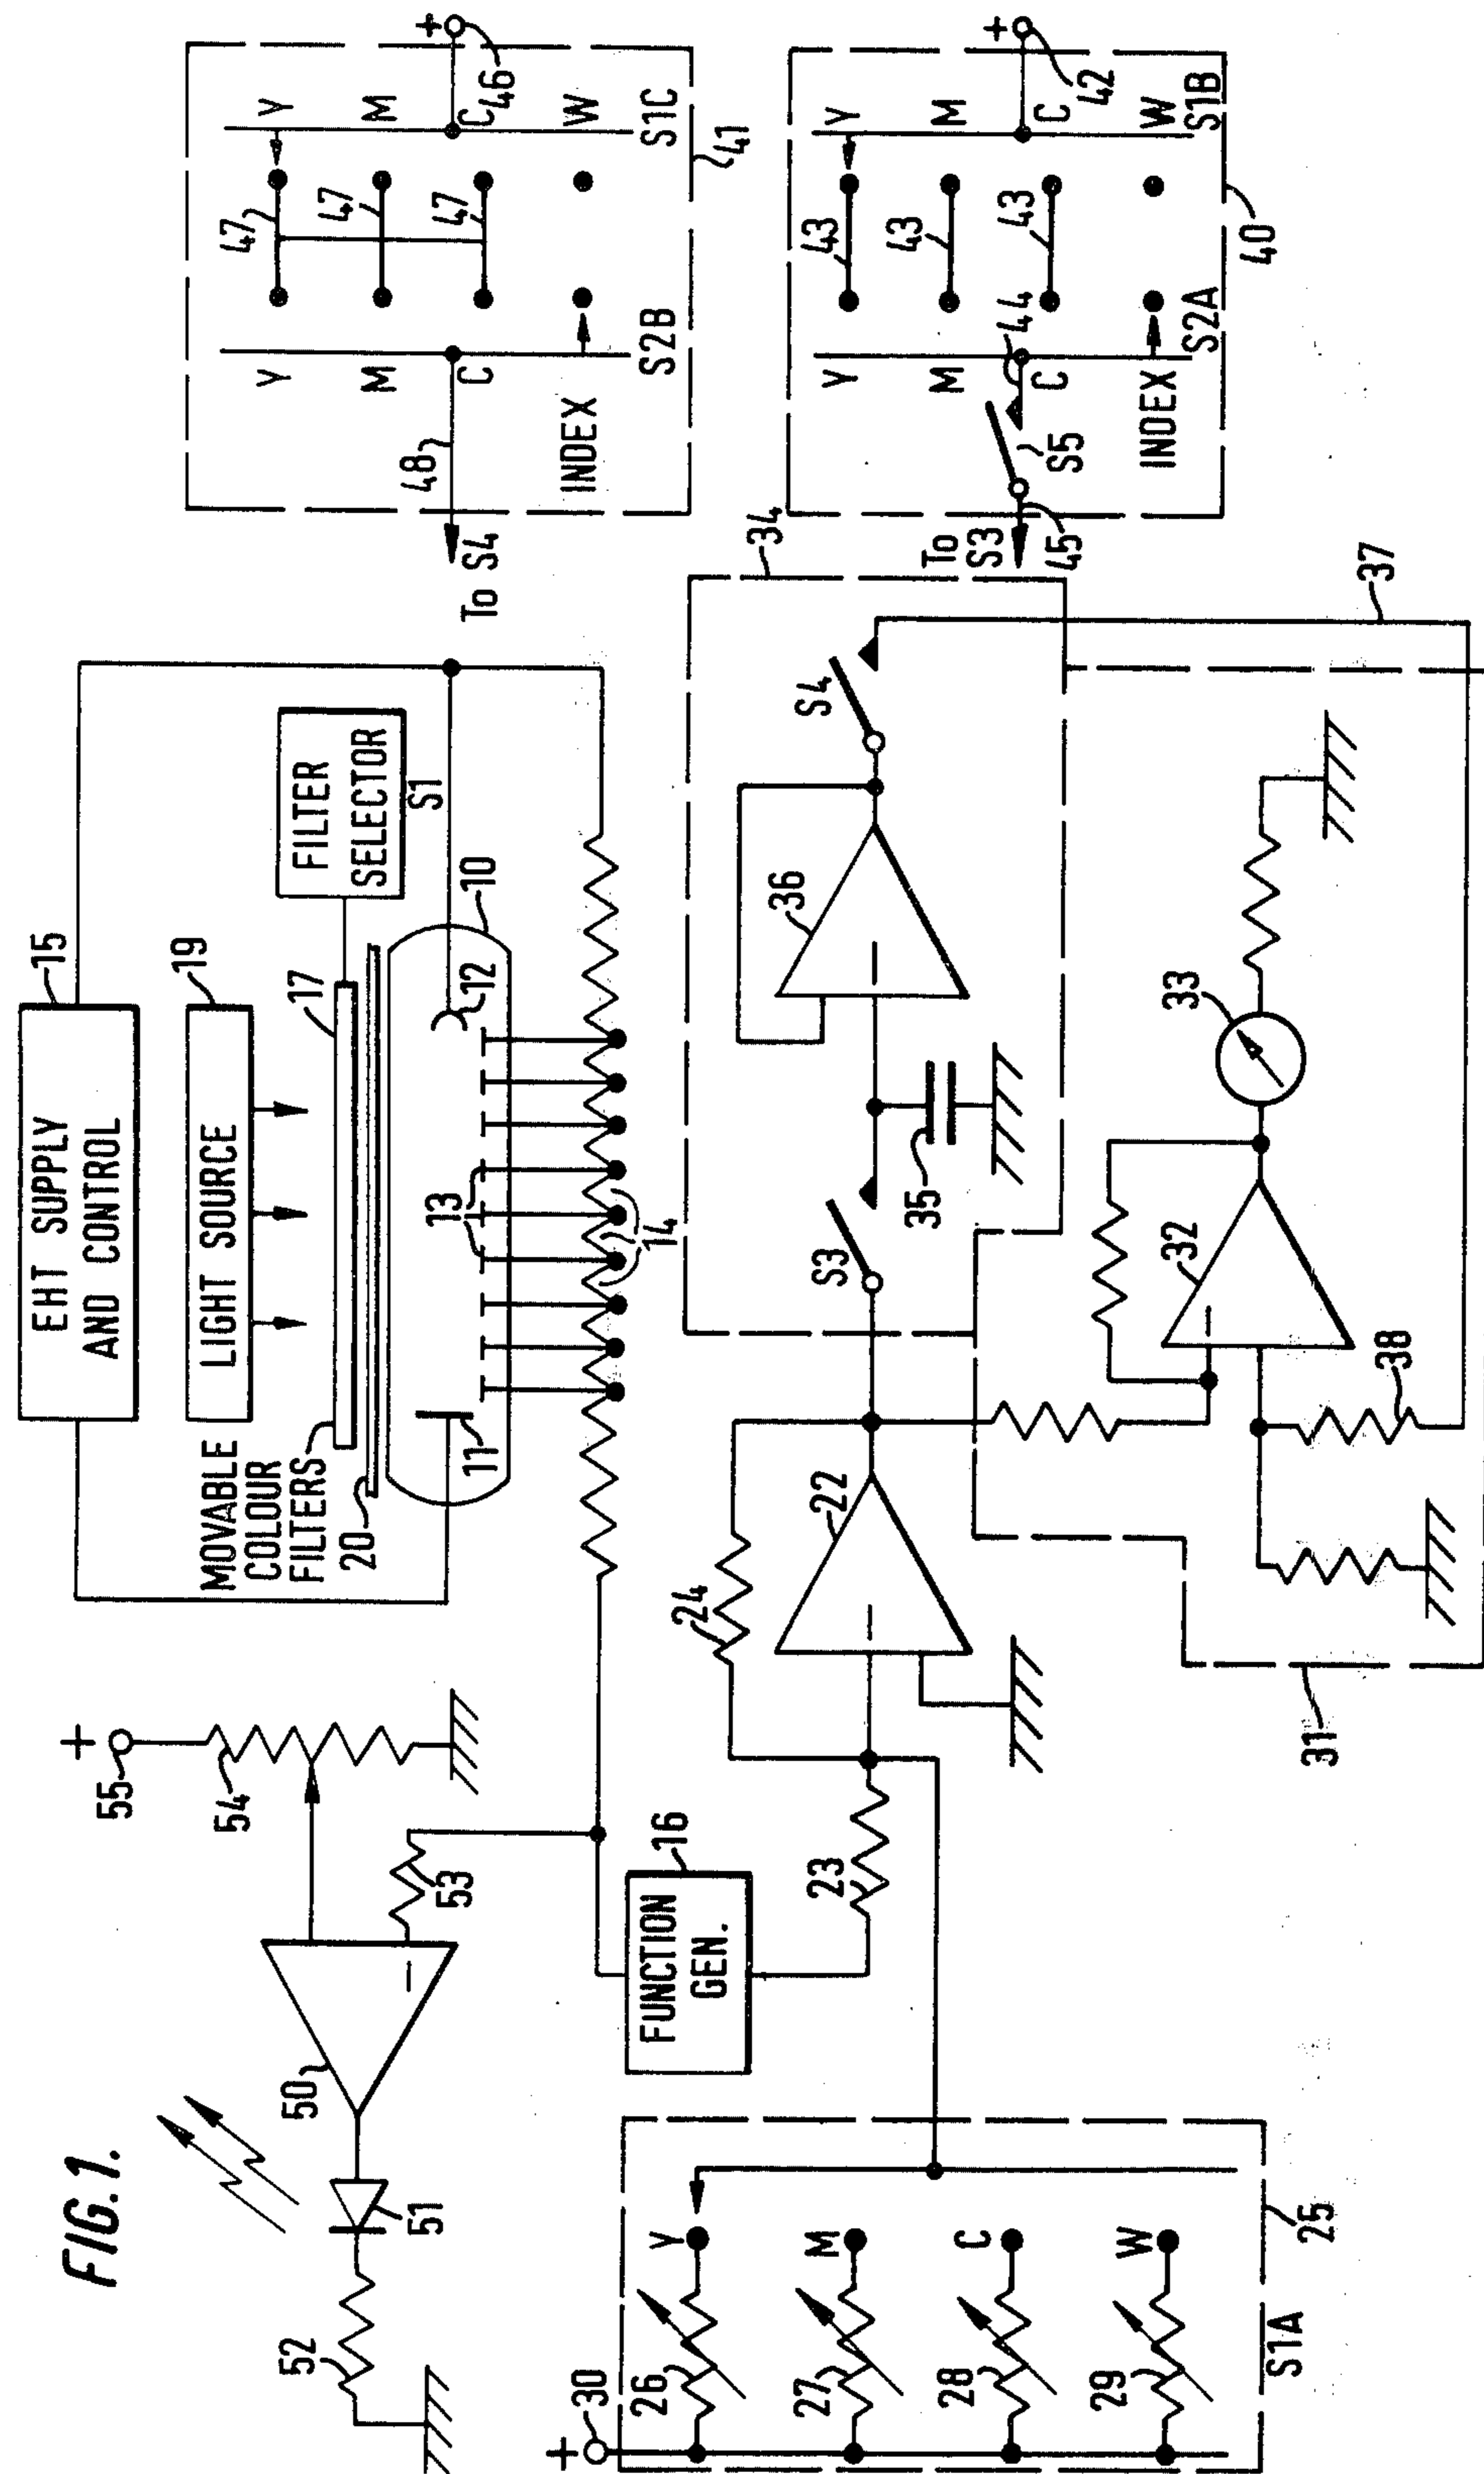 FIG.1.
+
55
54
50
51
52
53
EHT SUPPLY
AND CONTROL
15
LIGHT SOURCE
19
MOVABLE
COLOUR
FILTERS
17
20
FILTER
SELECTOR
S1
10
11
12
13
14
FUNCTION
GEN.
16
23
24
22
−
+
30
26
27
28
29
Y
M
C
W
S1A
25
S3
35
36
S4
34
37
32
33
38
31
To S4
48
Y
M
C
INDEX
S2B
47
47
47
Y
M
C
W
S1C
+
46
41
To
S3
45
S5
44
Y
M
C
INDEX
S2A
43
43
43
Y
M
C
W
S1B
+
42
40